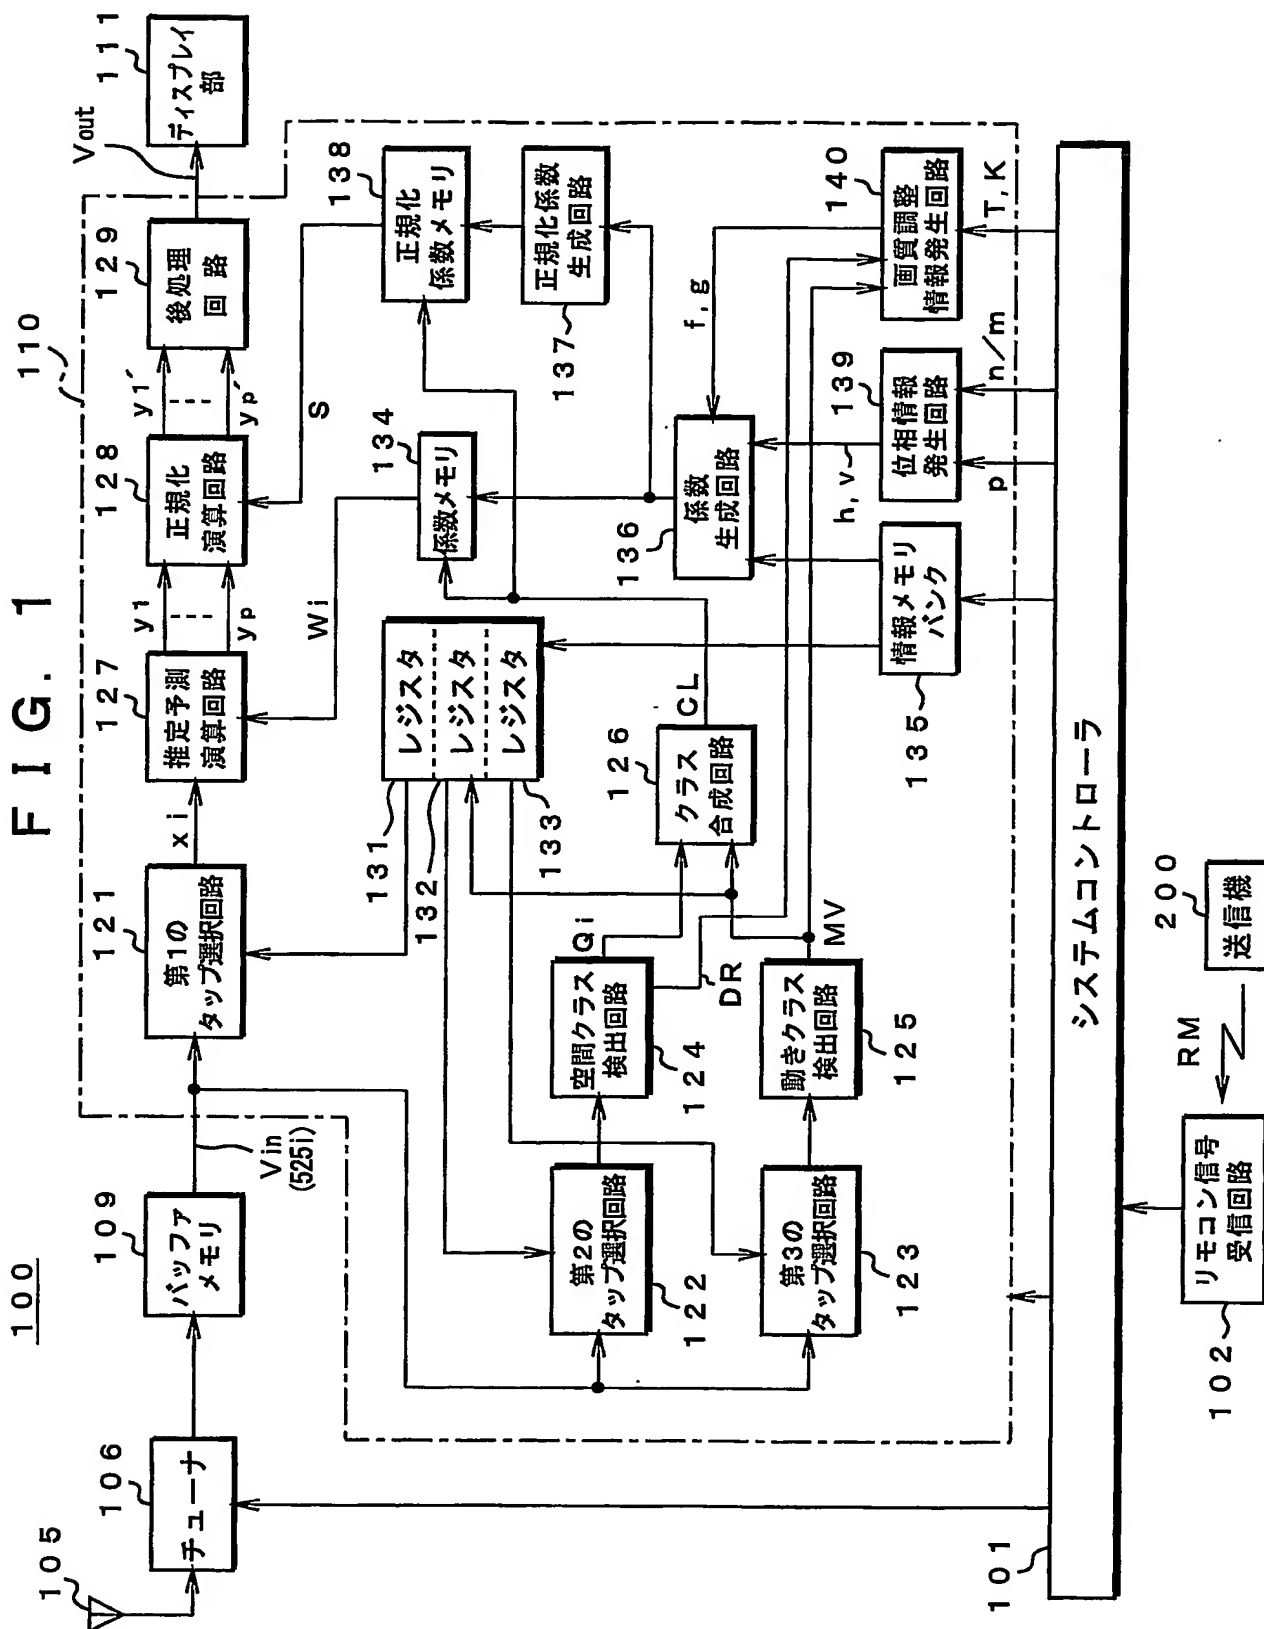 F I G. 1
100
105
106
チューナ
109
バッファ
メモリ
Vin
(525i)
110
121
第1の
タップ選択回路
xi
127
推定予測
演算回路
y1
yp
128
正規化
演算回路
y1´
yp´
129
後処理
回路
Vout
111
ディスプレイ
部
131
レジスタ
132
レジスタ
133
レジスタ
Wi
134
係数メモリ
S
138
正規化
係数メモリ
137
正規化係数
生成回路
122
第2の
タップ選択回路
124
空間クラス
検出回路
Qi
DR
126
クラス
合成回路
CL
136
係数
生成回路
f,g
h,v
123
第3の
タップ選択回路
125
動きクラス
検出回路
MV
135
情報メモリ
バンク
139
位相情報
発生回路
p
n/m
140
画質調整
情報発生回路
T,K
101
システムコントローラ
102
リモコン信号
受信回路
RM
200
送信機